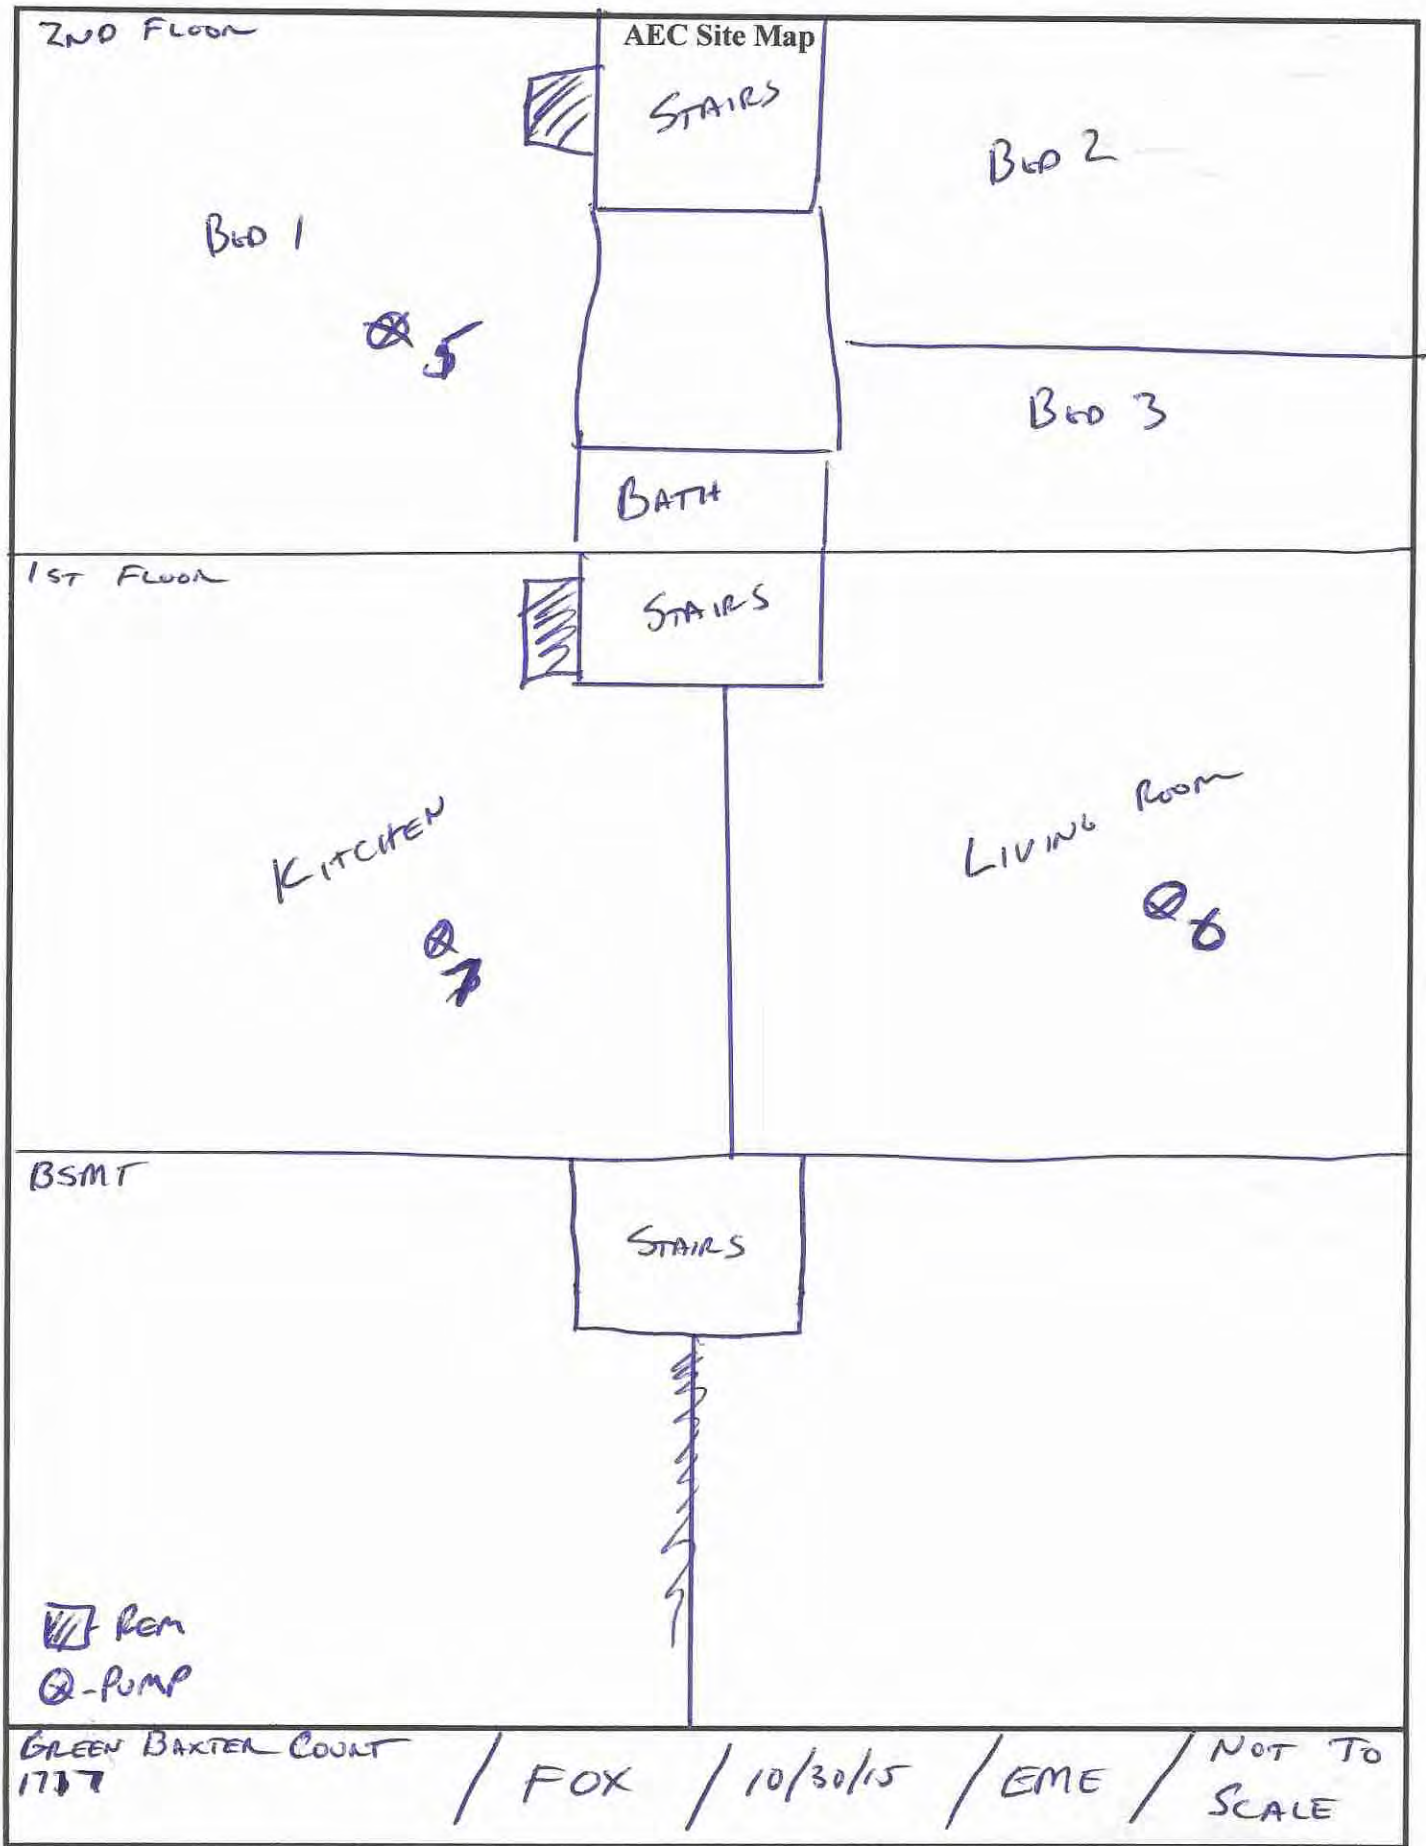 2ND FLOOR
AEC Site Map
STAIRS
BED 2
BED 1
5
BED 3
BATH
1ST FLOOR
STAIRS
KITCHEN
LIVING ROOM
6
7
BSMT
STAIRS
REM
-PUMP
GREEN BAXTER COURT / FOX / 10/30/15 / EME / NOT TO
SCALE